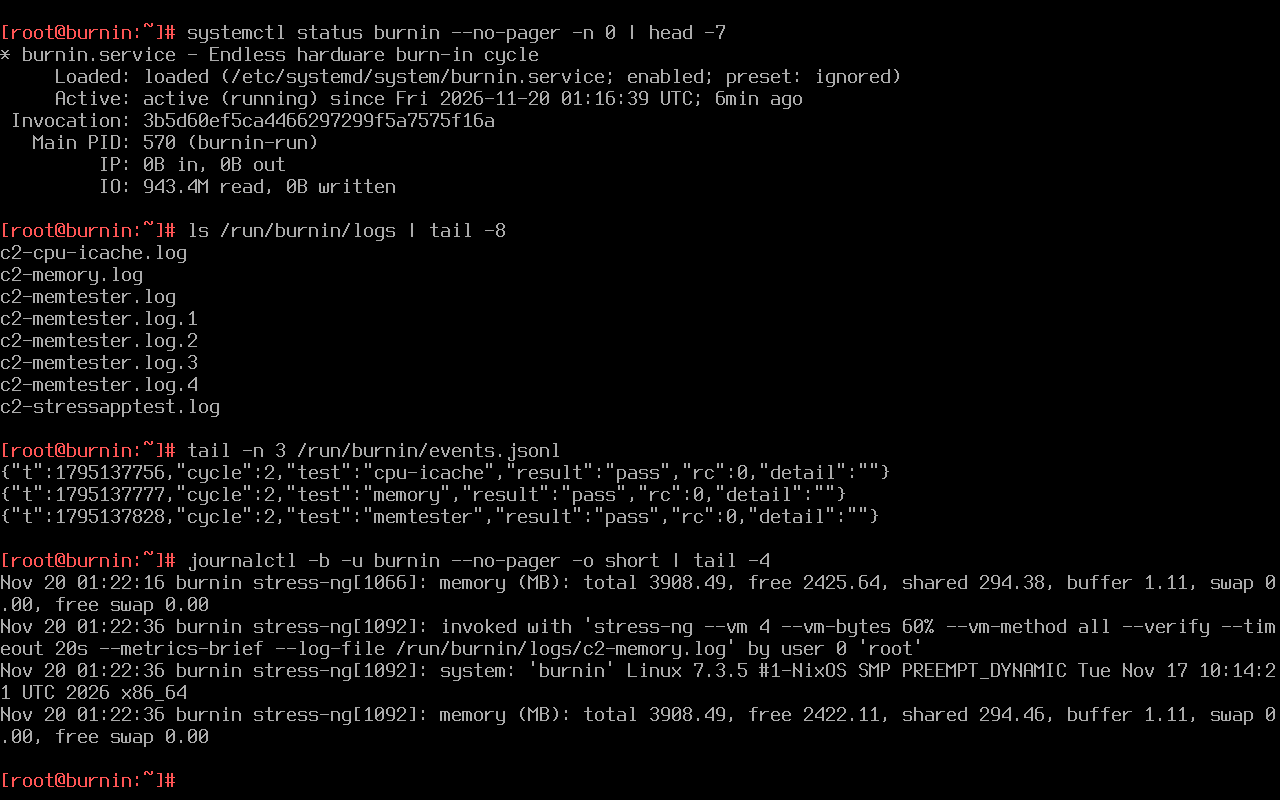 [root@burnin:~]# systemctl status burnin --no-pager -n 0 | head -7
* burnin.service - Endless hardware burn-in cycle
     Loaded: loaded (/etc/systemd/system/burnin.service; enabled; preset: ignored)
     Active: active (running) since Fri 2026-11-20 01:16:39 UTC; 6min ago
 Invocation: 3b5d60ef5ca4466297299f5a7575f16a
   Main PID: 570 (burnin-run)
         IP: 0B in, 0B out
         IO: 943.4M read, 0B written
[root@burnin:~]# ls /run/burnin/logs | tail -8
c2-cpu-icache.log
c2-memory.log
c2-memtester.log
c2-memtester.log.1
c2-memtester.log.2
c2-memtester.log.3
c2-memtester.log.4
c2-stressapptest.log
[root@burnin:~]# tail -n 3 /run/burnin/events.jsonl
{"t":1795137756,"cycle":2,"test":"cpu-icache","result":"pass","rc":0,"detail":""}
{"t":1795137777,"cycle":2,"test":"memory","result":"pass","rc":0,"detail":""}
{"t":1795137828,"cycle":2,"test":"memtester","result":"pass","rc":0,"detail":""}
[root@burnin:~]# journalctl -b -u burnin --no-pager -o short | tail -4
Nov 20 01:22:16 burnin stress-ng[1066]: memory (MB): total 3908.49, free 2425.64, shared 294.38, buffer 1.11, swap 0
.00, free swap 0.00
Nov 20 01:22:36 burnin stress-ng[1092]: invoked with 'stress-ng --vm 4 --vm-bytes 60% --vm-method all --verify --tim
eout 20s --metrics-brief --log-file /run/burnin/logs/c2-memory.log' by user 0 'root'
Nov 20 01:22:36 burnin stress-ng[1092]: system: 'burnin' Linux 7.3.5 #1-NixOS SMP PREEMPT_DYNAMIC Tue Nov 17 10:14:2
1 UTC 2026 x86_64
Nov 20 01:22:36 burnin stress-ng[1092]: memory (MB): total 3908.49, free 2422.11, shared 294.46, buffer 1.11, swap 0
.00, free swap 0.00
[root@burnin:~]#